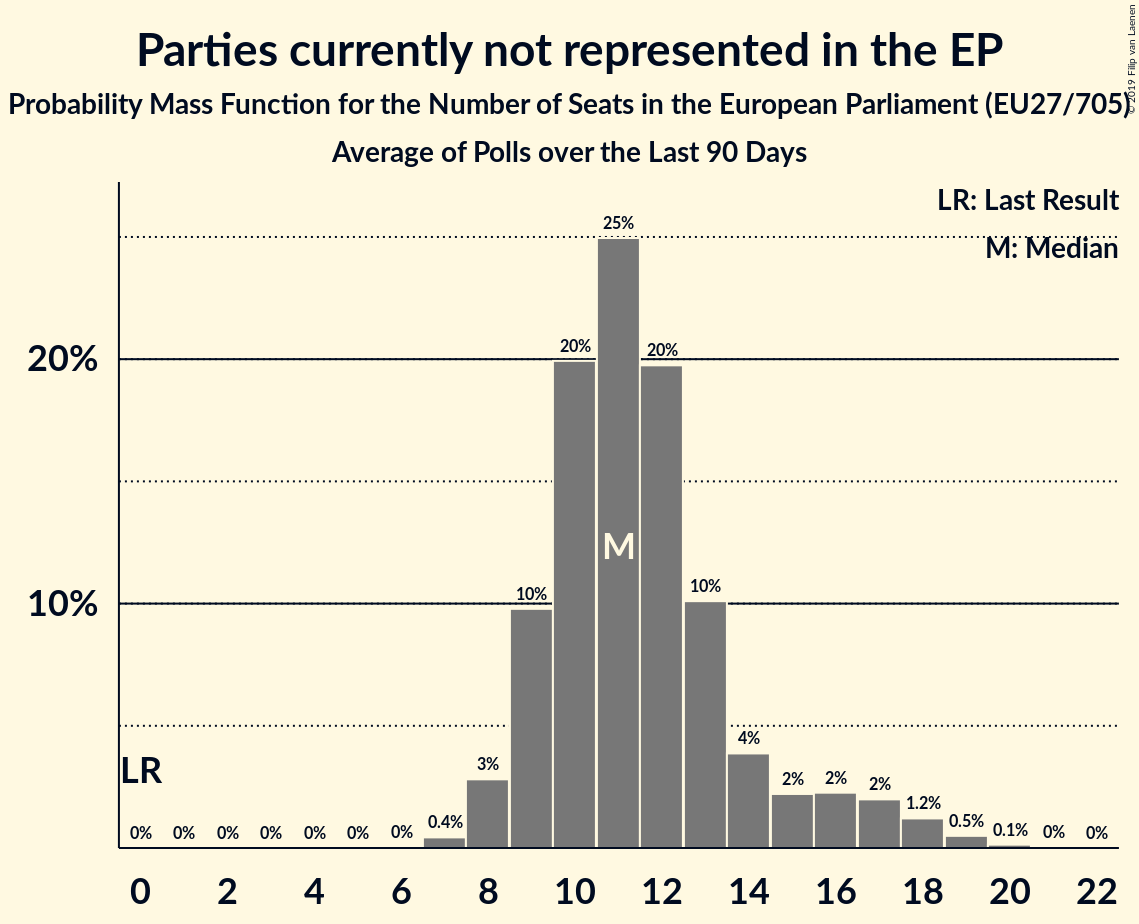 Parties currently not represented in the EP
Probability Mass Function for the Number of Seats in the European Parliament (EU27/705)
Average of Polls over the Last 90 Days
© 2019 Filip van Laenen
LR: Last Result
M: Median
20%
10%
25%
20%
20%
10%
10%
4%
3%
2%
2%
2%
1.2%
0.4%
0.5%
0.1%
0%
0%
0%
0%
0%
0%
0%
0%
0%
M
LR
0 2 4 6 8 10 12 14 16 18 20 22